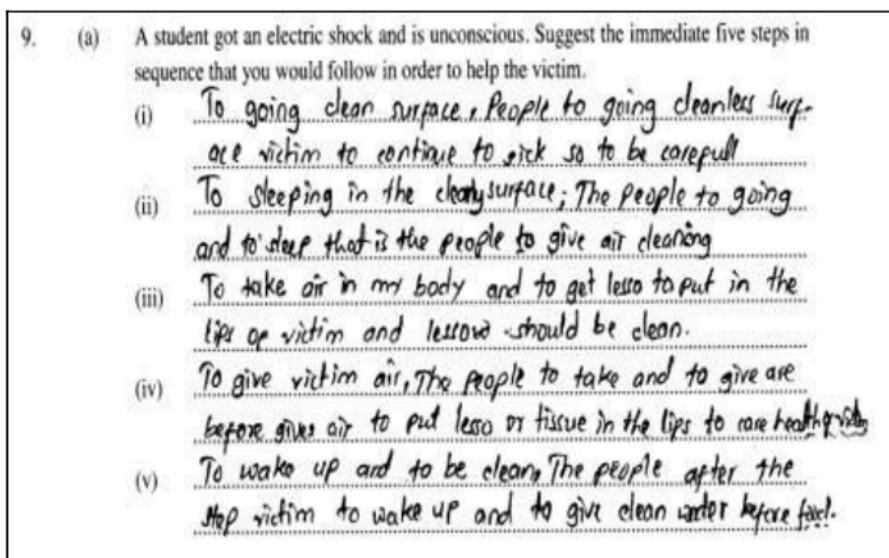 9. (a) A student got an electric shock and is unconscious. Suggest the immediate five steps in
sequence that you would follow in order to help the victim.
(i) To going clean surface, People to going cleanless surf-
ace victim to continue to sick so to be carefull
(ii) To sleeping in the clearly surface; The people to going
and to sleep that is the people to give air cleaning
(iii) To take air in my body and to get lesso to put in the
lips of victim and should be clean.
(iv) To give victim air, The people to take and to give are
before gives air to put lesso or tissue in the lips to care health
(v) To wake up and to be clean, The people after the
step victim to wake up and to give clean water before food.